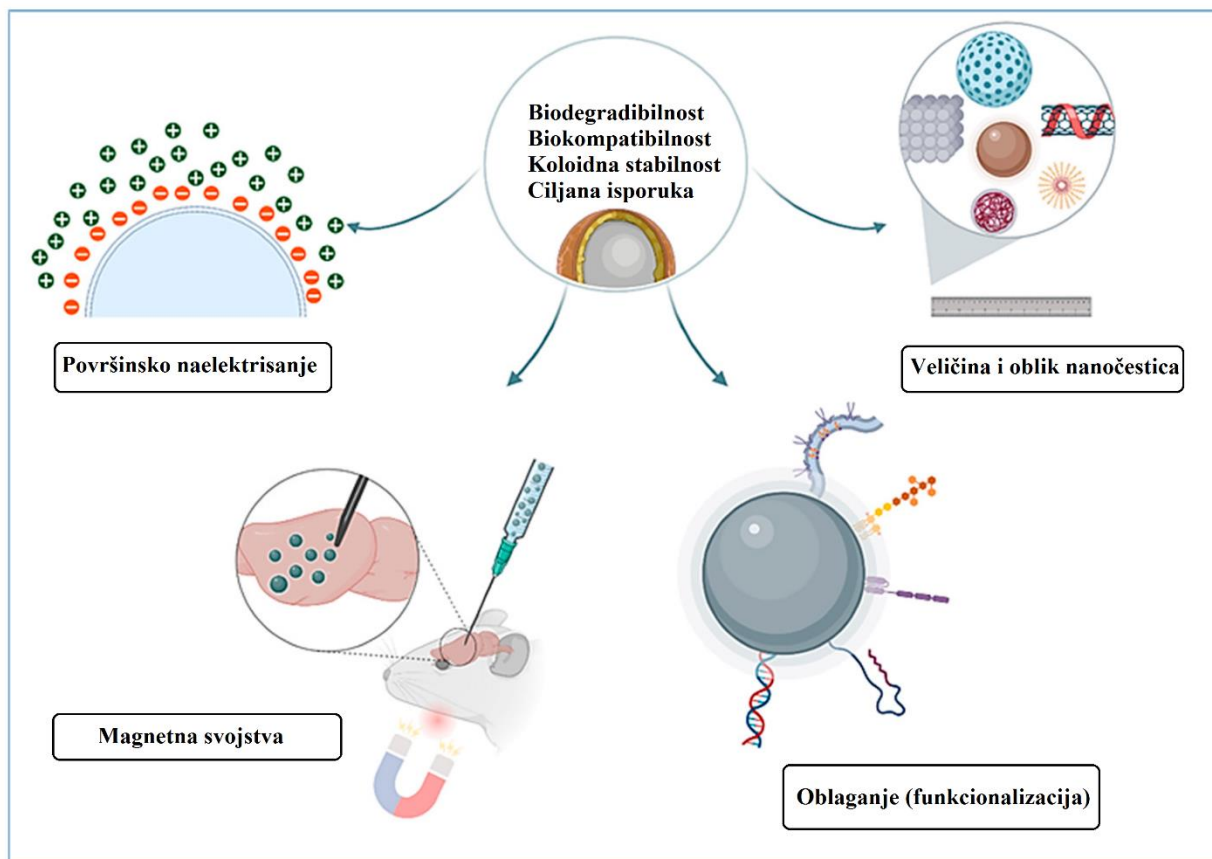 Biodegradibilnost
Biokompatibilnost
Koloidna stabilnost
Ciljana isporuka
Površinsko naelektrisanje
Veličina i oblik nanočestica
Magnetna svojstva
Oblaganje (funkcionalizacija)